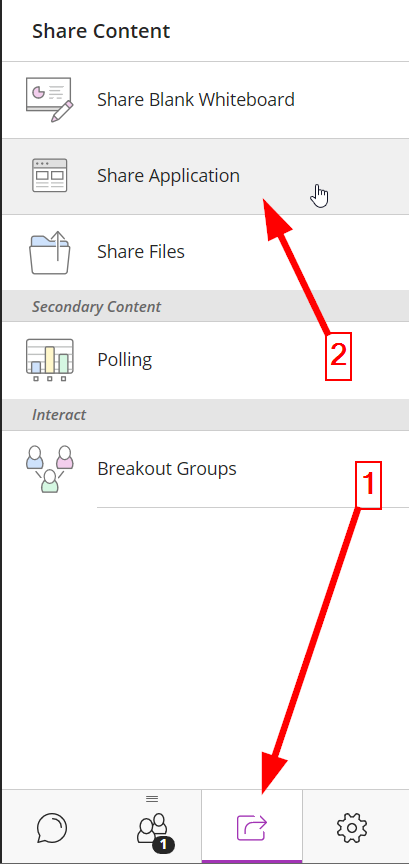 Share Content
Share Blank Whiteboard
Share Application
Share Files
Secondary Content
2
Polling
Interact
Breakout Groups
1
1